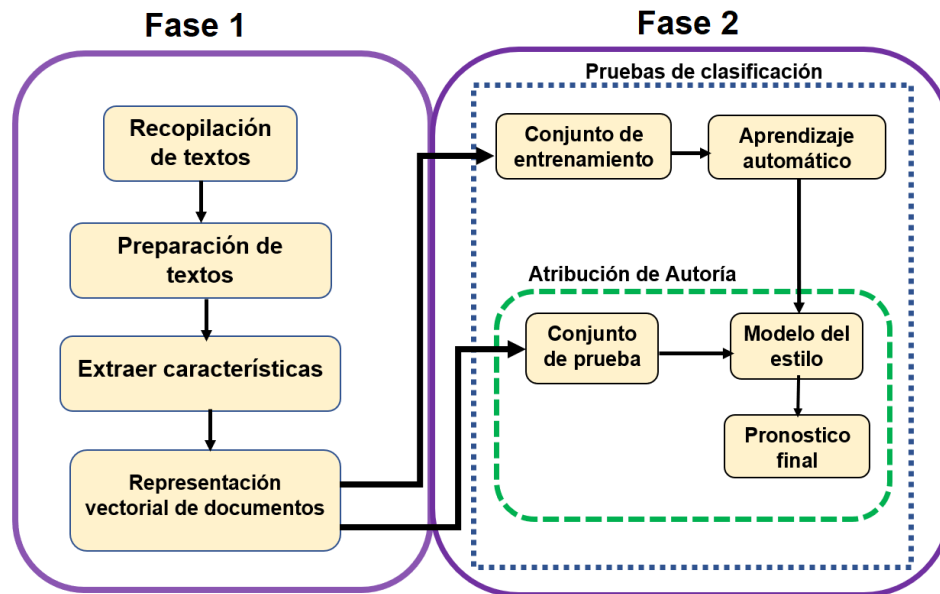 Fase 1
Recopilación
de textos
Preparación de
textos
Extraer característificas
Representación
vectorial de documentos
Fase 2
Pruebas de clasificación
Conjunto de
entrenamiento
Aprendizaje
automático
Atribución de Autoría
Conjunto
de prueba
Modelo del
estilo
Pronostico
final